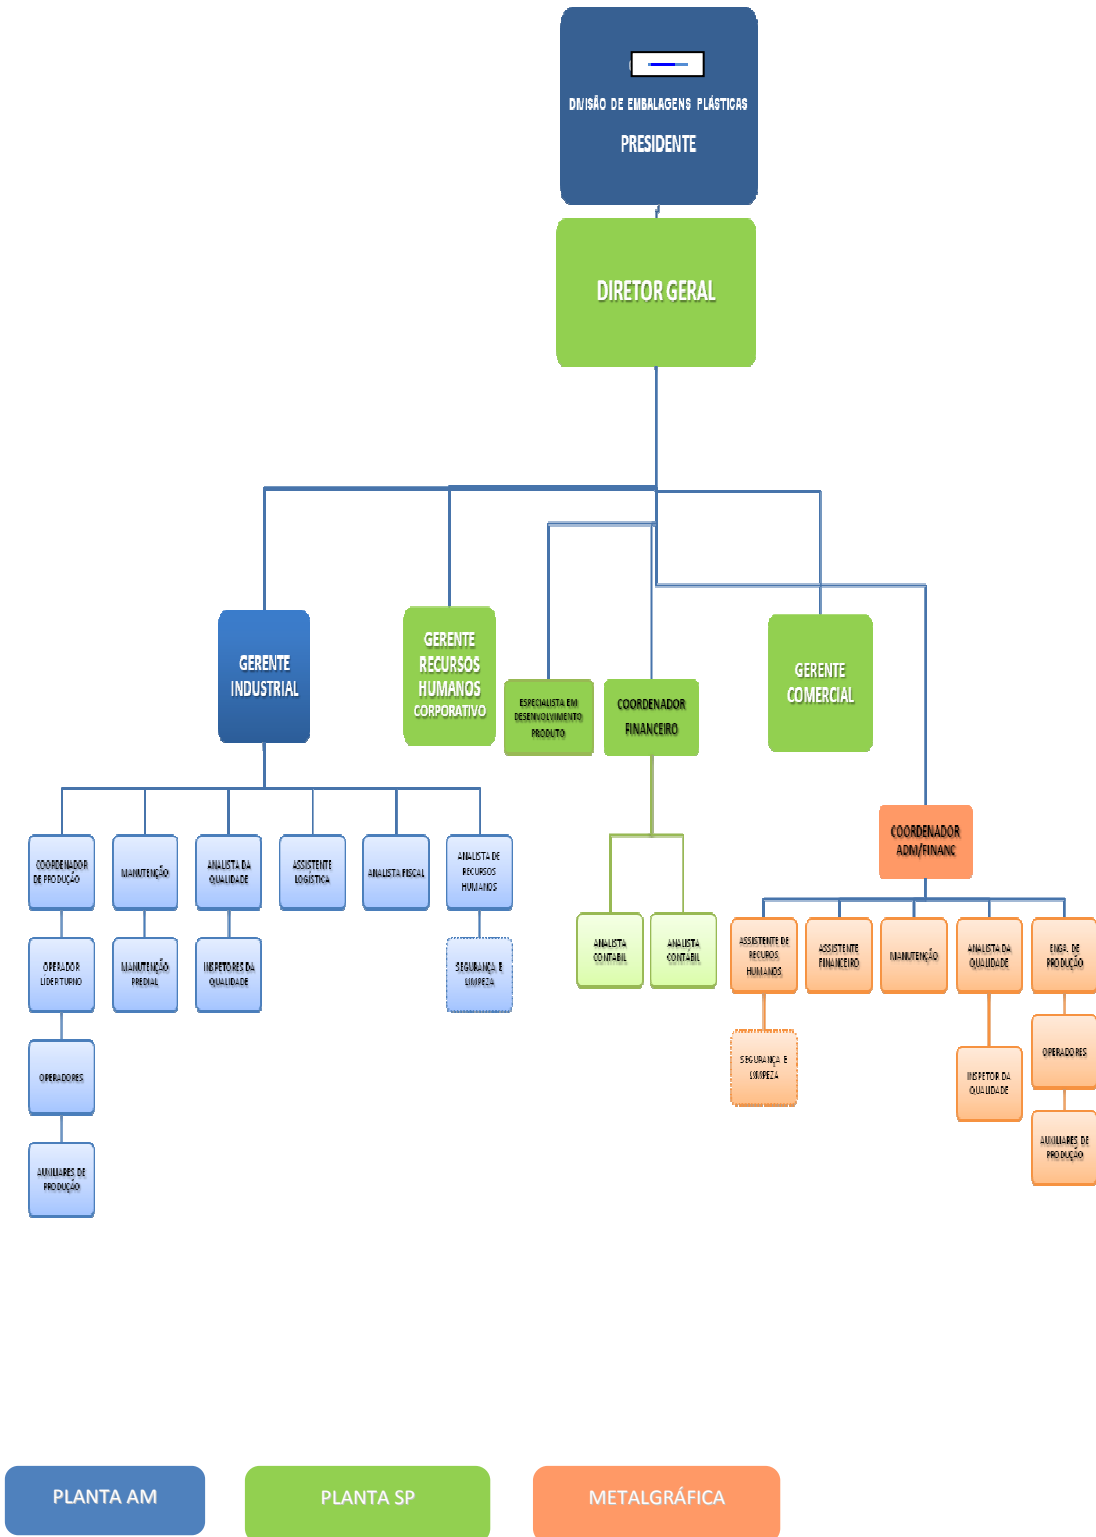 DIVISÃO DE EMBALAGENS PLÁSTICAS
PRESIDENTE
DIRETOR GERAL
GERENTE
INDUSTRIAL
GERENTE
RECURSOS
HUMANOS
CORPORATIVO
ESPECIALISTA EM
DESENVOLVIMENTO
PRODUTO
COORDENADOR
FINANCEIRO
GERENTE
COMERCIAL
COORDENADOR
ADM/FINANC
COORDENADOR
DE PRODUÇÃO
MANUTENÇÃO
ANALISTA DA
QUALIDADE
ASSISTENTE
LOGÍSTICA
ANALISTA FISCAL
ANALISTA DE
RECURSOS
HUMANOS
OPERADOR
LÍDER TURNO
MANUTENÇÃO
PREDIAL
INSPETORES DA
QUALIDADE
SEGURANÇA E
LIMPEZA
OPERADORES
AUXILIARES DE
PRODUÇÃO
ANALISTA
CONTÁBIL
ANALISTA
CONTÁBIL
ASSISTENTE DE
RECUROS
HUMANOS
ASSISTENTE
FINANCEIRO
MANUTENÇÃO
ANALISTA DA
QUALIDADE
ENGº. DE
PRODUÇÃO
SEGURANÇA E
LIMPEZA
INSPETOR DA
QUALIDADE
OPERADORES
AUXILIARES DE
PRODUÇÃO
PLANTA AM
PLANTA SP
METALGRÁFICA